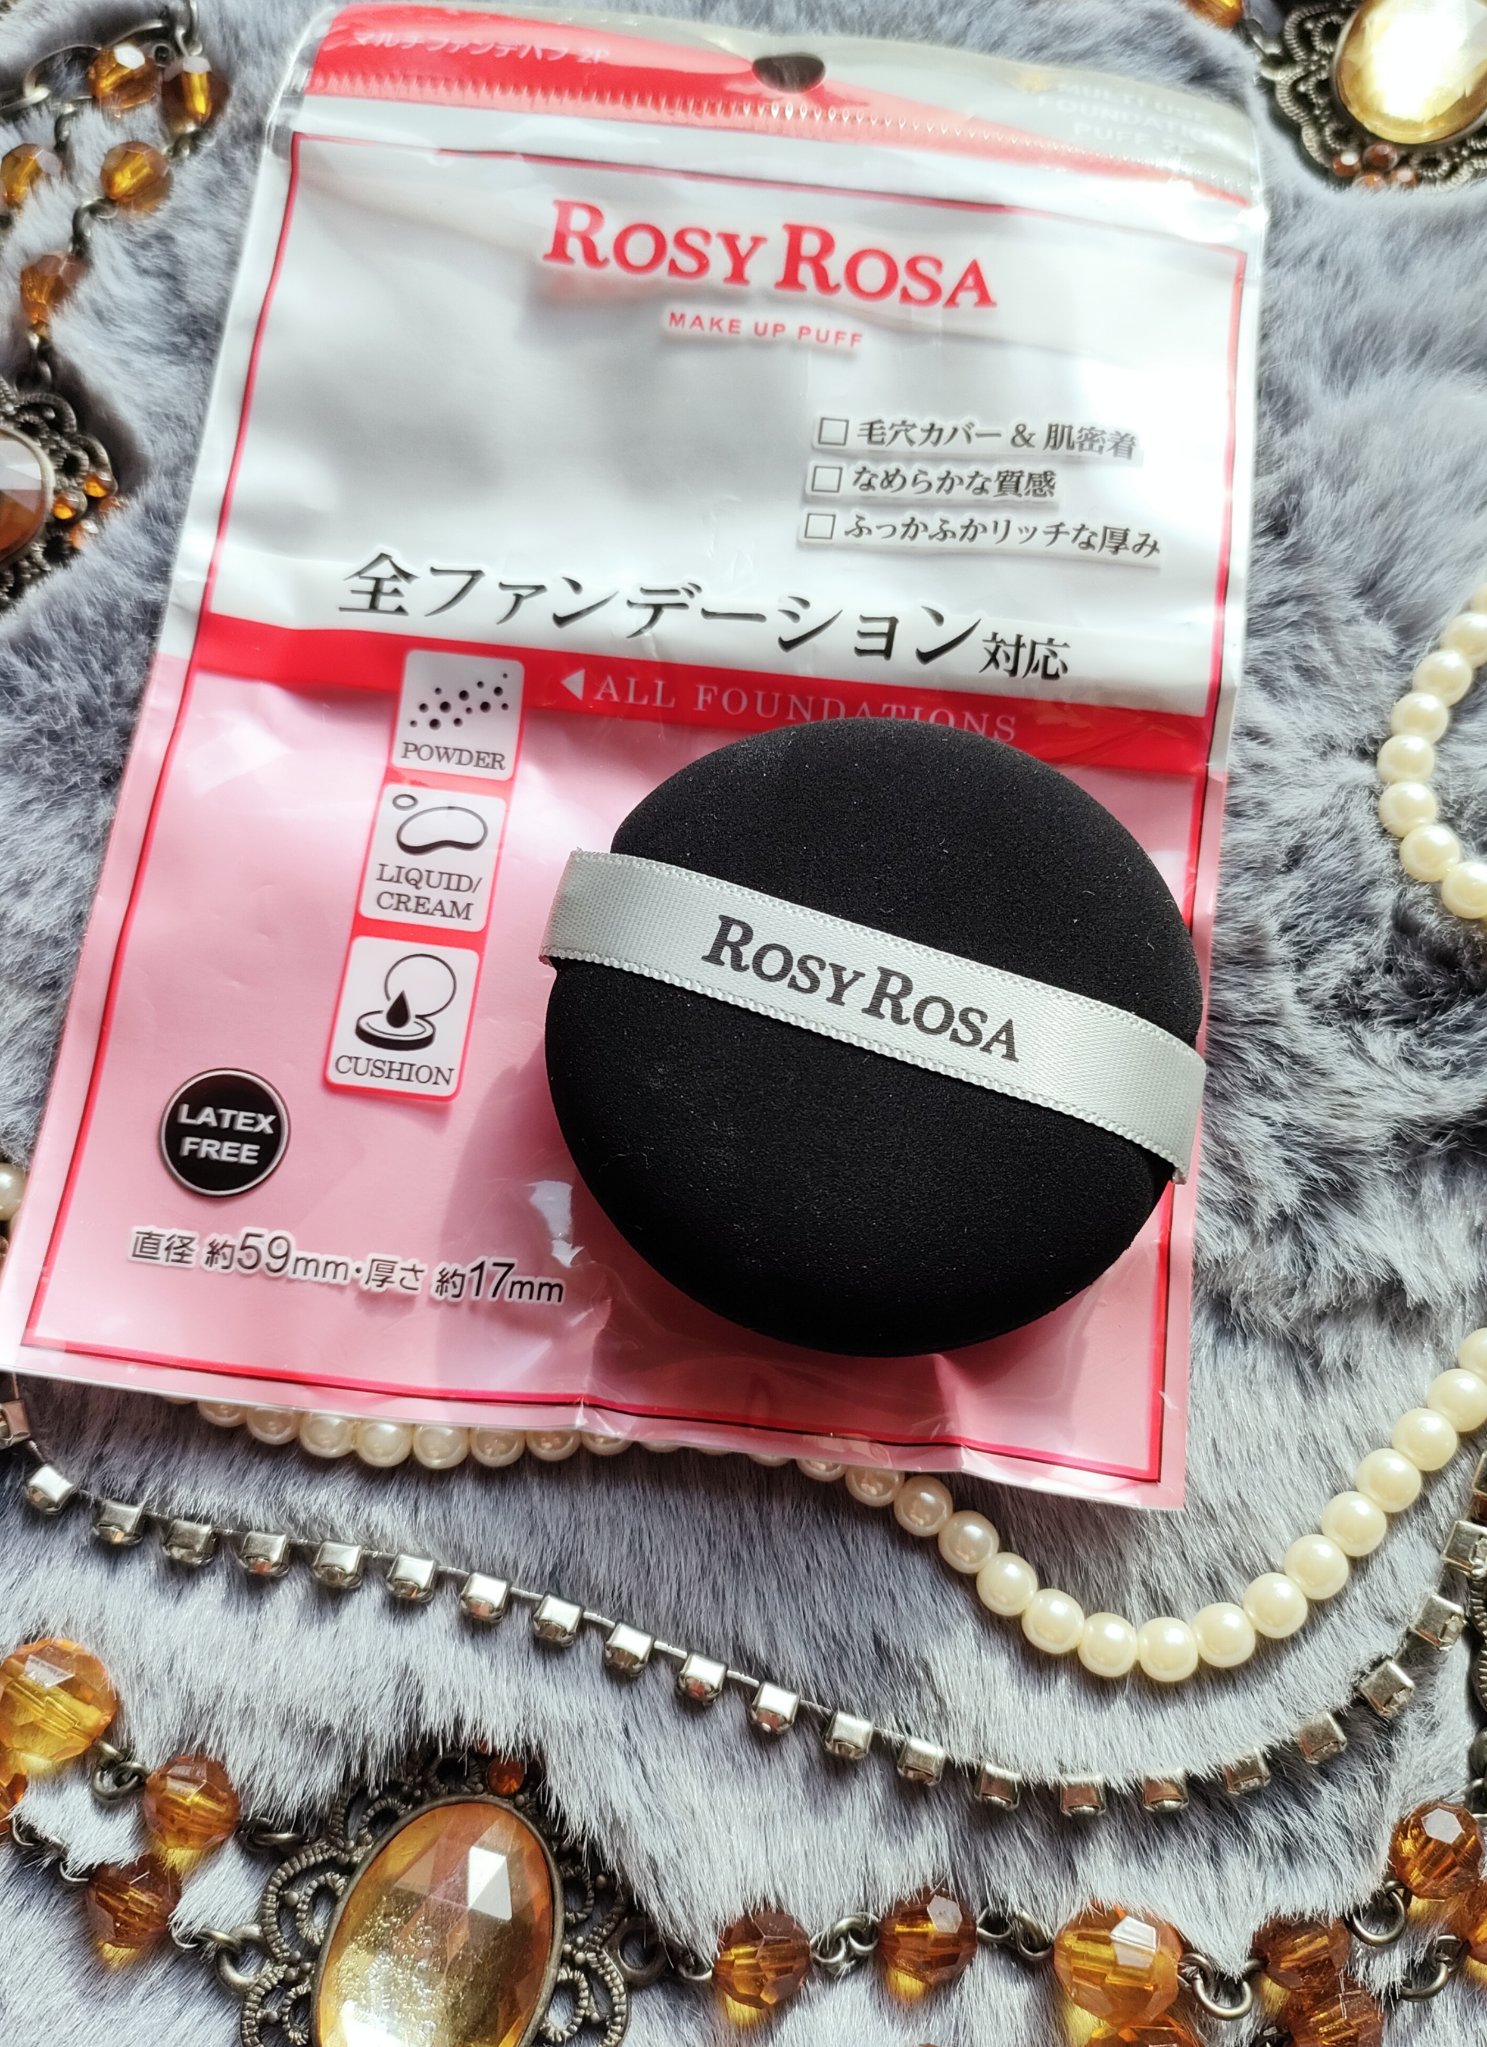 マルチファンデパフ 2P
MULTI USE
FOUNDATION
PUFF 2P
ROSY ROSA
MAKE UP PUFF
□ 毛穴カバー & 肌密着
□ なめらかな質感
□ ふっかふかリッチな厚み
全ファンデーション対応
◀ALL FOUNDATIONS
POWDER
LIQUID/
CREAM
CUSHION
ROSY ROSA
LATEX
FREE
直径 約59mm・厚さ 約17mm